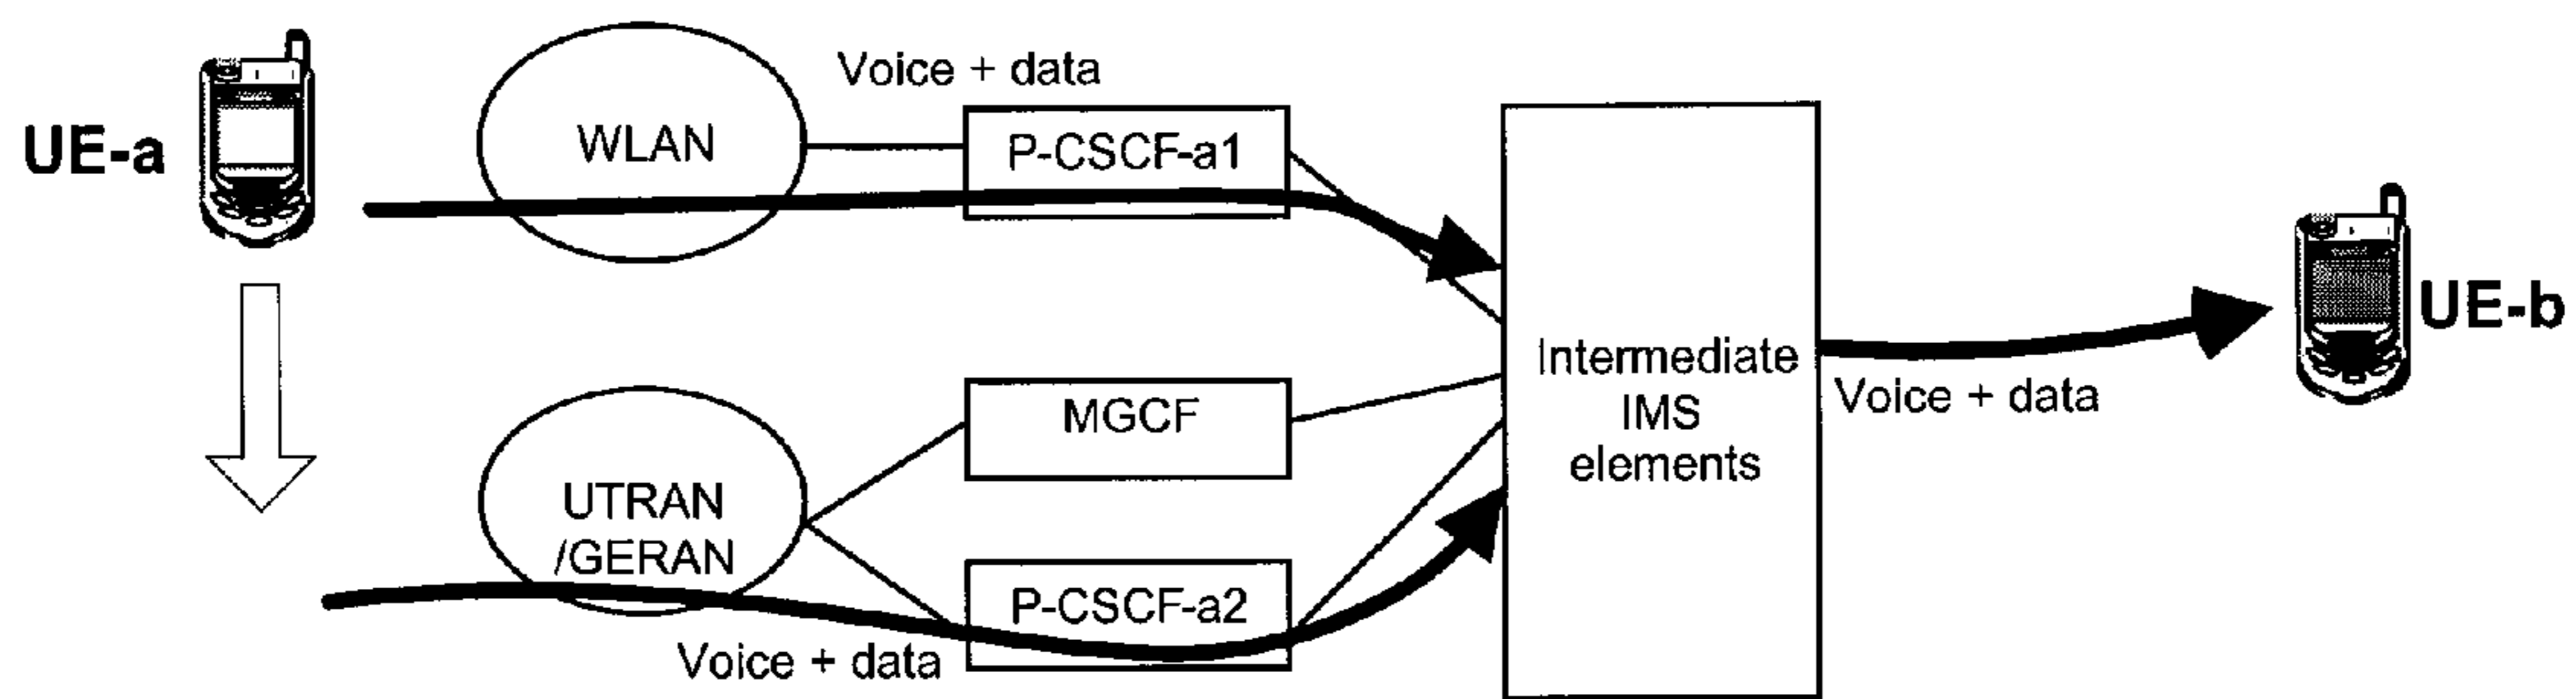 UE-a
WLAN
Voice + data
P-CSCF-a1
UTRAN
/GERAN
MGCF
P-CSCF-a2
Voice + data
Intermediate
IMS
elements
Voice + data
UE-b